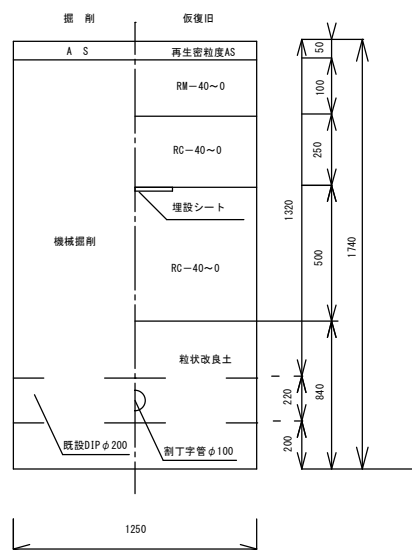 掘 削
仮復旧
A S
再生密粒度AS
RM－40～0
RC－40～0
埋設シート
機械掘削
RC－40～0
粒状改良土
既設DIPφ200
割丁字管φ100
50
100
250
500
840
1320
220
200
1740
1250